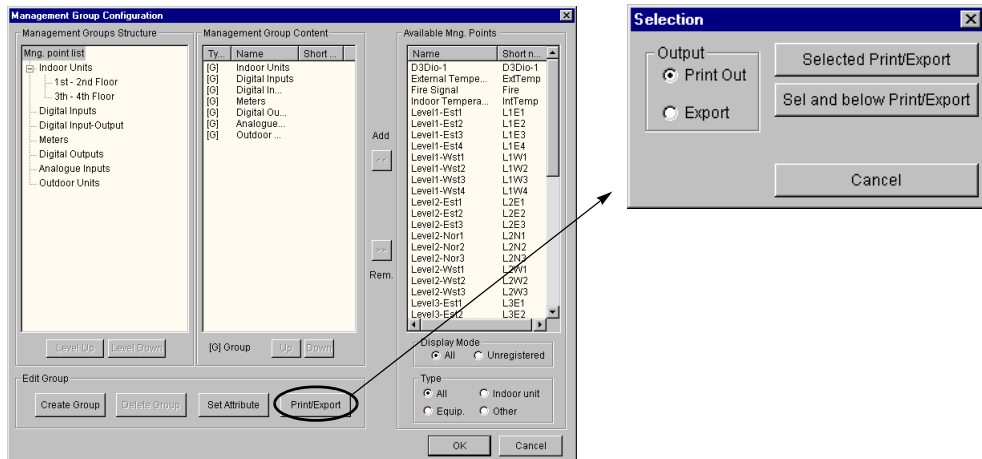 Management Group Configuration
Management Groups Structure
Mng. point list
Indoor Units
1st - 2nd Floor
3th - 4th Floor
Digital Inputs
Digital Input-Output
Meters
Digital Outputs
Analogue Inputs
Outdoor Units
Level Up
Level Down
Management Group Content
Ty... Name Short ...
[G] Indoor Units
[G] Digital Inputs
[G] Digital In...
[G] Meters
[G] Digital Ou...
[G] Analogue...
[G] Outdoor ...
[G] Group
Up
Down
Add
<<
>>
Rem.
Available Mng. Points
Name Short n...
D3Dio-1 D3Dio-1
External Tempe... ExtTemp
Fire Signal Fire
Indoor Tempera... IntTemp
Level1-Est1 L1E1
Level1-Est2 L1E2
Level1-Est3 L1E3
Level1-Est4 L1E4
Level1-Wst1 L1W1
Level1-Wst2 L1W2
Level1-Wst3 L1W3
Level1-Wst4 L1W4
Level2-Est1 L2E1
Level2-Est2 L2E2
Level2-Est3 L2E3
Level2-Nor1 L2N1
Level2-Nor2 L2N2
Level2-Nor3 L2N3
Level2-Wst1 L2W1
Level2-Wst2 L2W2
Level2-Wst3 L2W3
Level3-Est1 L3E1
Level3-Est2 L3E2
Display Mode
All
Unregistered
Type
All
Indoor unit
Equip.
Other
Edit Group
Create Group
Delete Group
Set Attribute
Print/Export
OK
Cancel
Selection
Output
Print Out
Export
Selected Print/Export
Sel and below Print/Export
Cancel